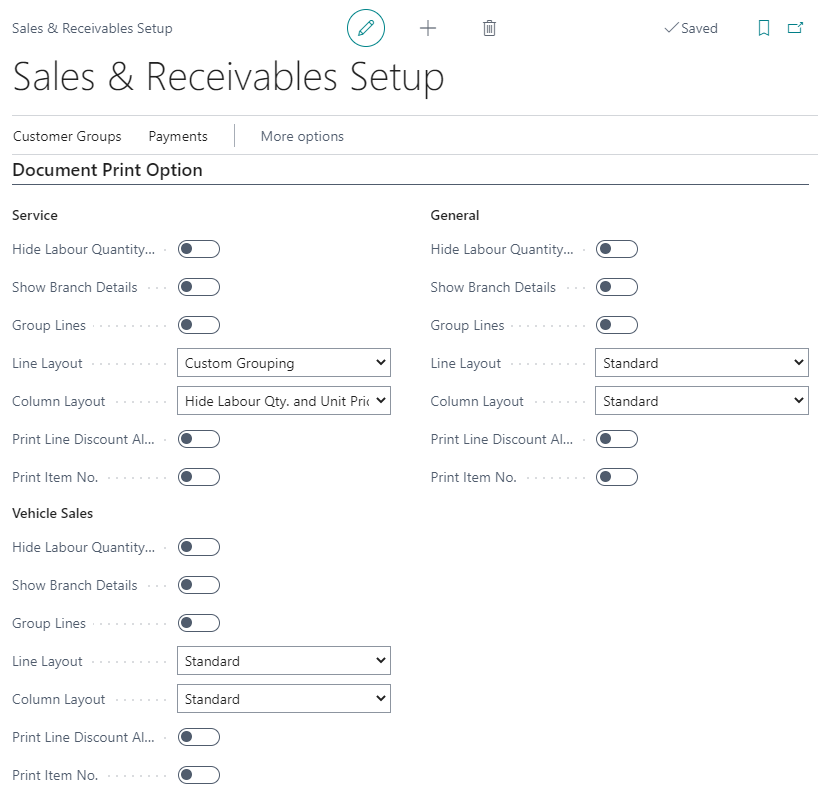 Sales & Receivables Setup
Saved
Sales & Receivables Setup
Customer Groups Payments More options
Document Print Option
Service
Hide Labour Quantity...
Show Branch Details
Group Lines
Line Layout Custom Grouping
Column Layout Hide Labour Qty. and Unit Pric
Print Line Discount Al...
Print Item No.
General
Hide Labour Quantity...
Show Branch Details
Group Lines
Line Layout Standard
Column Layout Standard
Print Line Discount Al...
Print Item No.
Vehicle Sales
Hide Labour Quantity...
Show Branch Details
Group Lines
Line Layout Standard
Column Layout Standard
Print Line Discount Al...
Print Item No.